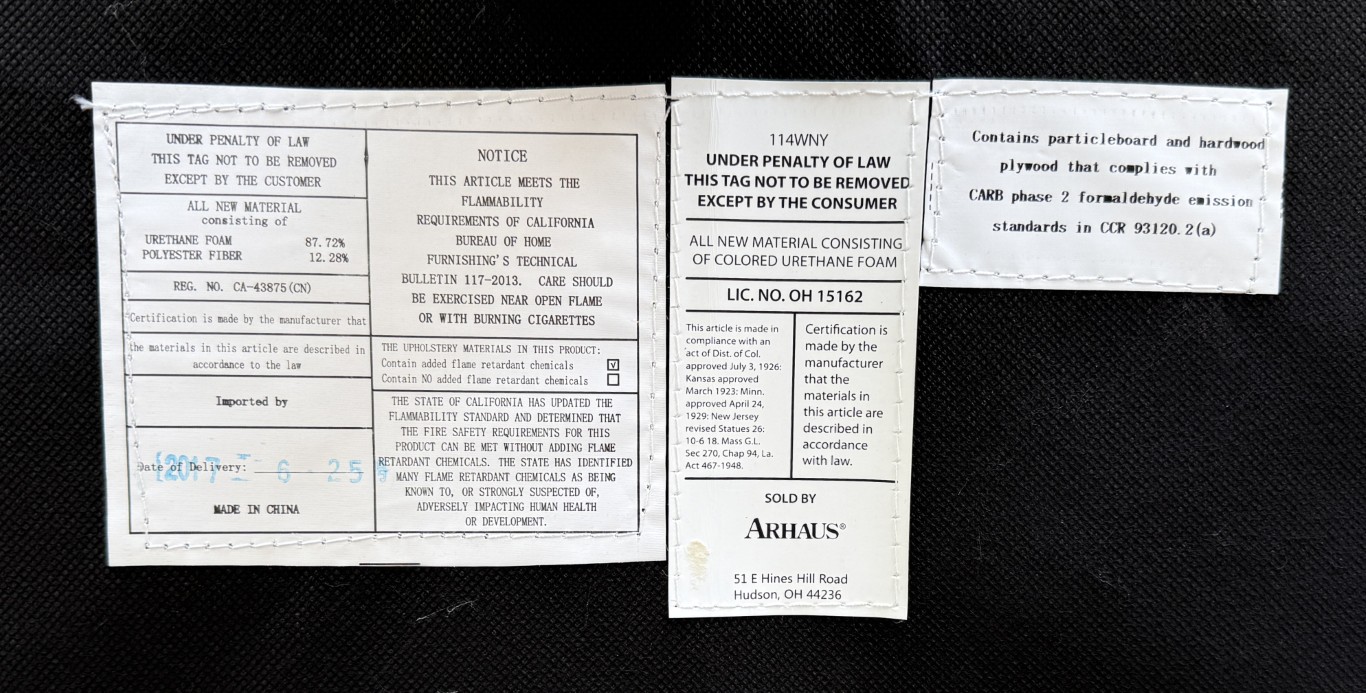 UNDER PENALTY OF LAW
THIS TAG NOT TO BE REMOVED
EXCEPT BY THE CUSTOMER
ALL NEW MATERIAL
consisting of
URETHANE FOAM 87.72%
POLYESTER FIBER 12.28%
REG. NO. CA-43875(CN)
Certification is made by the manufacturer that
the materials in this article are described in
accordance to the law
Imported by
Date of Delivery:
2017 6 25
MADE IN CHINA
NOTICE
THIS ARTICLE MEETS THE
FLAMMABILITY
REQUIREMENTS OF CALIFORNIA
BUREAU OF HOME
FURNISHING'S TECHNICAL
BULLETIN 117-2013. CARE SHOULD
BE EXERCISED NEAR OPEN FLAME
OR WITH BURNING CIGARETTES
THE UPHOLSTERY MATERIALS IN THIS PRODUCT:
Contain added flame retardant chemicals √
Contain NO added flame retardant chemicals
THE STATE OF CALIFORNIA HAS UPDATED THE
FLAMMABILITY STANDARD AND DETERMINED THAT
THE FIRE SAFETY REQUIREMENTS FOR THIS
PRODUCT CAN BE MET WITHOUT ADDING FLAME
RETARDANT CHEMICALS. THE STATE HAS IDENTIFIED
MANY FLAME RETARDANT CHEMICALS AS BEING
KNOWN TO, OR STRONGLY SUSPECTED OF,
ADVERSELY IMPACTING HUMAN HEALTH
OR DEVELOPMENT.
114WNY
UNDER PENALTY OF LAW
THIS TAG NOT TO BE REMOVED
EXCEPT BY THE CONSUMER
ALL NEW MATERIAL CONSISTING
OF COLORED URETHANE FOAM
LIC. NO. OH 15162
This article is made in
compliance with an
act of Dist. of Col.
approved July 3, 1926:
Kansas approved
March 1923: Minn.
approved April 24,
1929: New Jersey
revised Statues 26:
10-6 18. Mass G.L.
Sec 270, Chap 94, La.
Act 467-1948.
Certification is
made by the
manufacturer
that the
materials in
this article are
described in
accordance
with law.
SOLD BY
ARHAUS®
51 E Hines Hill Road
Hudson, OH 44236
Contains particleboard and hardwood
plywood that complies with
CARB phase 2 formaldehyde emission
standards in CCR 93120.2(a)